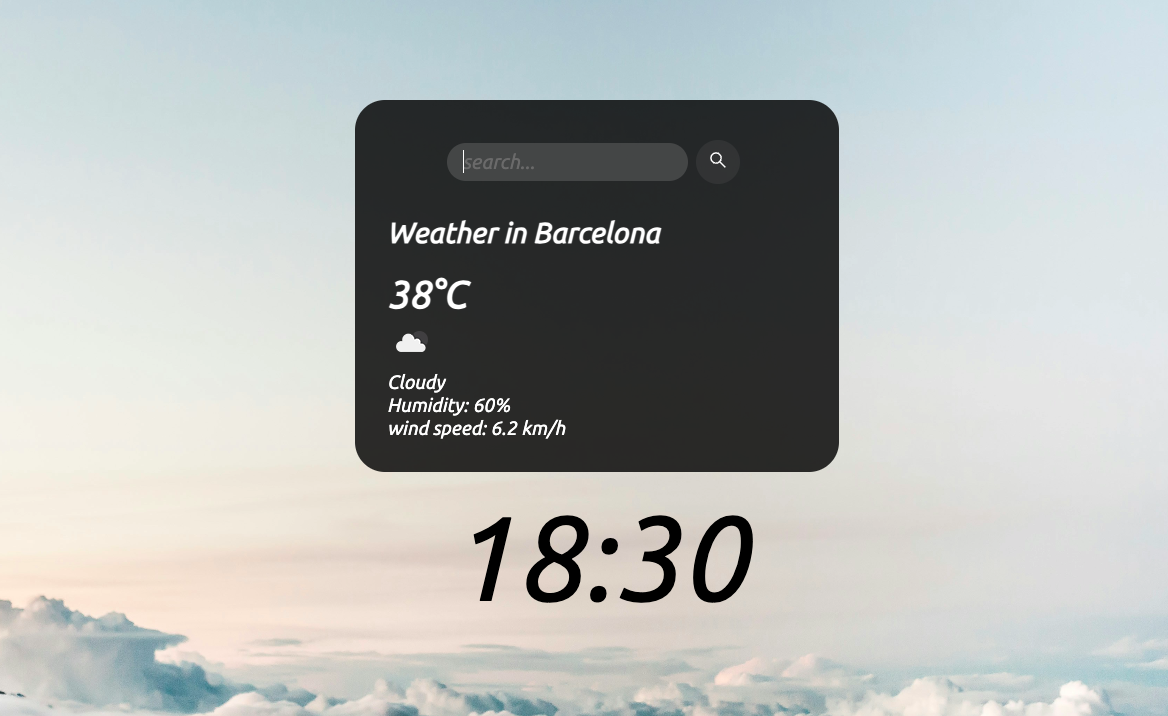 search...
Weather in Barcelona
38°C
Cloudy
Humidity: 60%
wind speed: 6.2 km/h
18:30